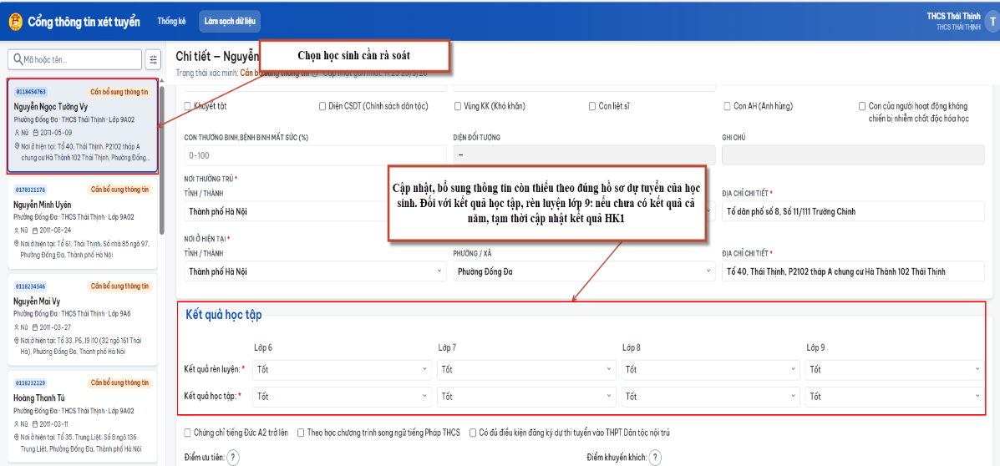 Cổng thông tin xét tuyển
Thống kê
Làm sạch dữ liệu
THCS Thái Thịnh
THCS THÁI THỊNH
T
Mã hoặc tên...
Chi tiết – Nguyễn
Trạng thái xác minh: Cần bổ sung thông tin
Chọn học sinh cần rà soát
0118454763
Cần bổ sung thông tin
Nguyễn Ngọc Tường Vy
Phường Đống Đa · THCS Thái Thịnh · Lớp 9A02
Nữ 2011-05-09
Nơi ở hiện tại: Tổ 40, Thái Thịnh, P2102 tháp A
chung cư Hà Thành 102 Thái Thịnh, Phường Đống...
0170321176
Cần bổ sung thông tin
Nguyễn Minh Uyên
Phường Đống Đa · THCS Thái Thịnh · Lớp 9A02
Nữ 2011-08-24
Nơi ở hiện tại: Tổ 61, Thái Thịnh, Số nhà 85 ngõ 97,
Phường Đống Đa, Thành phố Hà Nội
0118234346
Cần bổ sung thông tin
Nguyễn Mai Vy
Phường Đống Đa · THCS Thái Thịnh · Lớp 9A6
Nữ 2011-03-27
Nơi ở hiện tại: Tổ 33, P6, I9 I10 (32 ngõ 161 Thái
Hà), Phường Đống Đa, Thành phố Hà Nội
0118232229
Cần bổ sung thông tin
Hoàng Thanh Tú
Phường Đống Đa · THCS Thái Thịnh · Lớp 9A02
Nữ 2011-03-11
Nơi ở hiện tại: Tổ 35. Trung Liệt, Số 8 ngõ 136
Trung Liệt, Phường Đống Đa, Thành phố Hà Nội
Khuyết tật
Diện CSDT (Chính sách dân tộc)
Vùng KK (Khó khăn)
Con liệt sĩ
Con AH (Anh hùng)
Con của người hoạt động kháng
chiến bị nhiễm chất độc hóa học
CON THƯƠNG BINH,BỆNH BINH MẤT SỨC (%)
DIỆN ĐỐI TƯỢNG
GHI CHÚ
0-100
–
NƠI THƯỜNG TRÚ *
TỈNH / THÀNH
ĐỊA CHỈ CHI TIẾT *
Thành phố Hà Nội
Tổ dân phố số 8, Số 11/111 Trường Chinh
Cập nhật, bổ sung thông tin còn thiếu theo đúng hồ sơ dự tuyển của học
sinh. Đối với kết quả học tập, rèn luyện lớp 9: nếu chưa có kết quả cả
năm, tạm thời cập nhật kết quả HK1
NƠI Ở HIỆN TẠI *
TỈNH / THÀNH
PHƯỜNG / XÃ
ĐỊA CHỈ CHI TIẾT *
Thành phố Hà Nội
Phường Đống Đa
Tổ 40, Thái Thịnh, P2102 tháp A chung cư Hà Thành 102 Thái Thịnh
Kết quả học tập
Lớp 6
Lớp 7
Lớp 8
Lớp 9
Kết quả rèn luyện: *
Tốt
Tốt
Tốt
Tốt
Kết quả học tập: *
Tốt
Tốt
Tốt
Tốt
Chứng chỉ tiếng Đức A2 trở lên
Theo học chương trình song ngữ tiếng Pháp THCS
Có đủ điều kiện đăng ký dự thi tuyển vào THPT Dân tộc nội trú
Điểm ưu tiên: ?
Điểm khuyến khích: ?